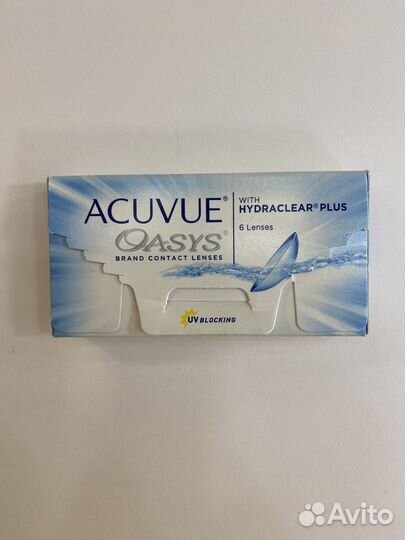 ACUVUE®
OASYS®
BRAND CONTACT LENSES
WITH
HYDRACLEAR® PLUS
6 Lenses
UV BLOCKING
Avito